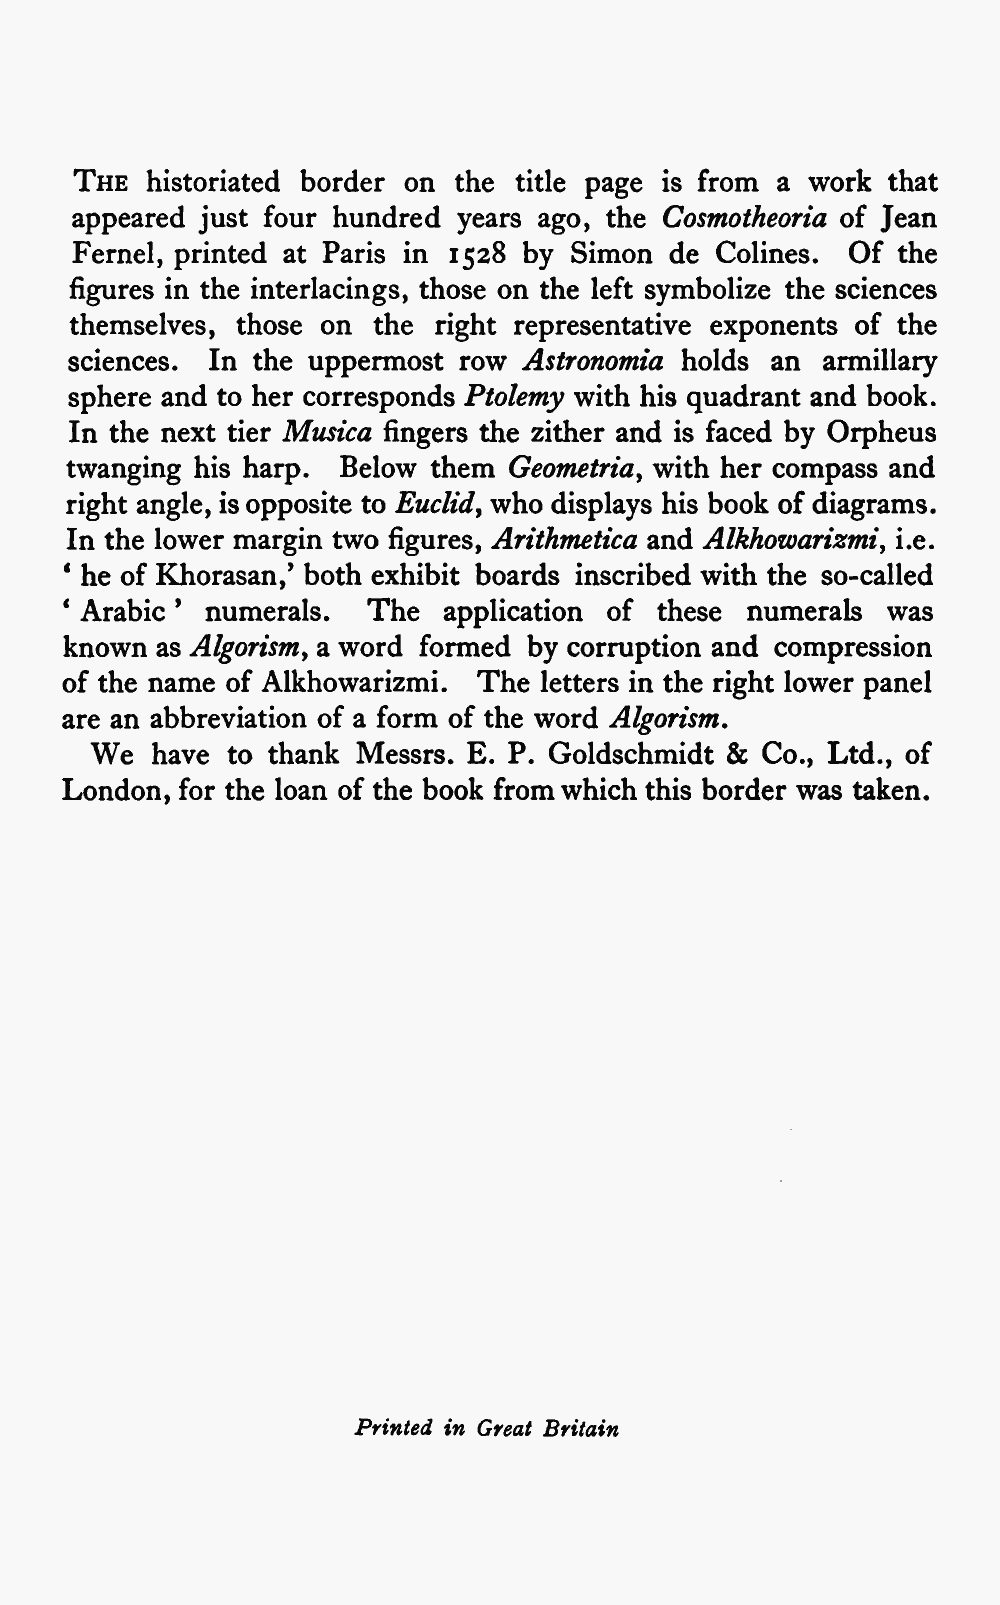 THE historiated border on the title page is from a work that
appeared just four hundred years ago, the Cosmotheoria of Jean
Fernel, printed at Paris in 1528 by Simon de Colines. Of the
figures in the interlacings, those on the left symbolize the sciences
themselves, those on the right representative exponents of the
sciences. In the uppermost row Astronomia holds an armillary
sphere and to her corresponds Ptolemy with his quadrant and book.
In the next tier Musica fingers the zither and is faced by Orpheus
twanging his harp. Below them Geometria, with her compass and
right angle, is opposite to Euclid, who displays his book of diagrams.
In the lower margin two figures, Arithmetica and Alkhowarizmi, i.e.
‘ he of Khorasan,’ both exhibit boards inscribed with the so-called
‘ Arabic ’ numerals. The application of these numerals was
known as Algorism, a word formed by corruption and compression
of the name of Alkhowarizmi. The letters in the right lower panel
are an abbreviation of a form of the word Algorism.
We have to thank Messrs. E. P. Goldschmidt & Co., Ltd., of
London, for the loan of the book from which this border was taken.
Printed in Great Britain